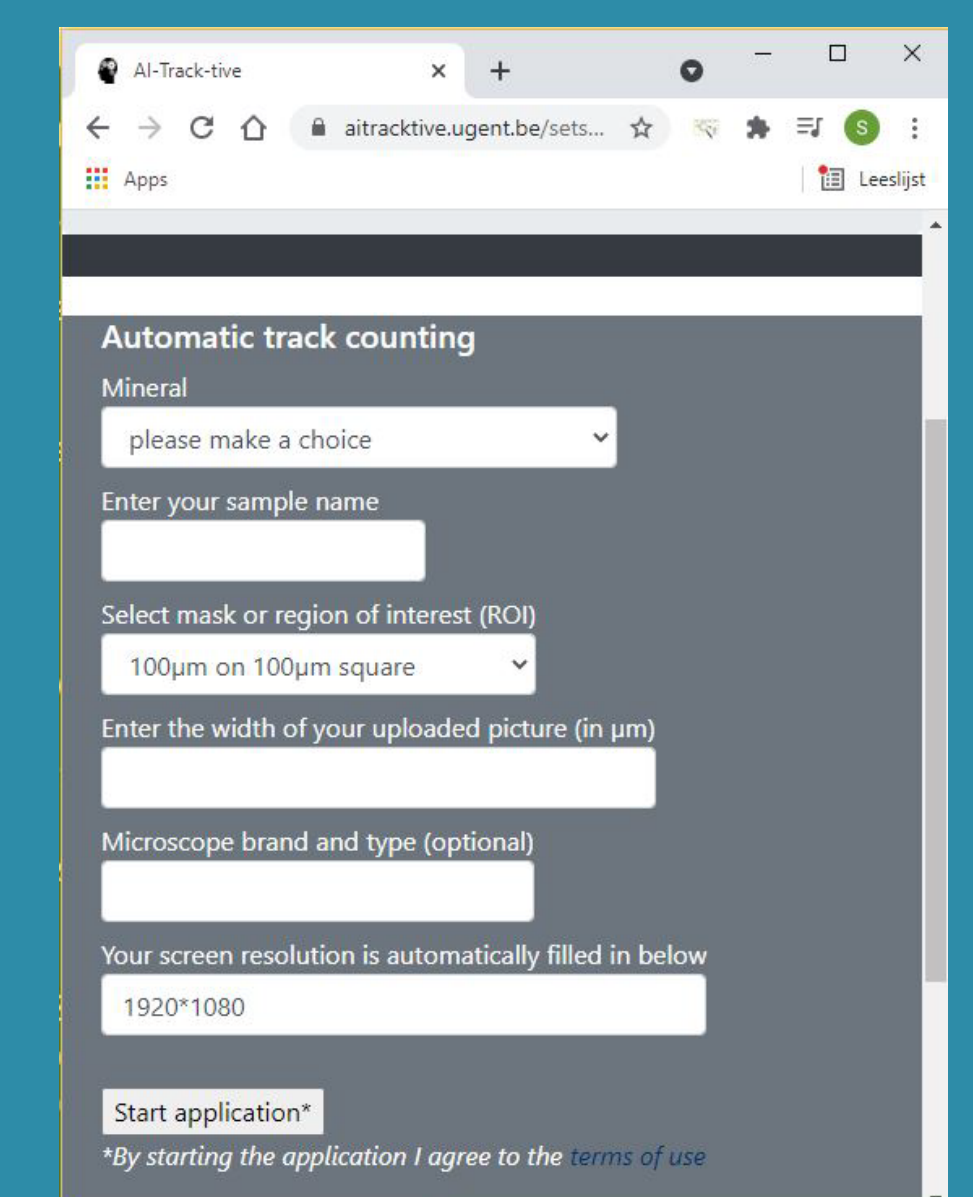 AI-Track-tive
aitracktive.ugent.be/sets...
S
Apps
Leeslijst
Automatic track counting
Mineral
please make a choice
Enter your sample name
Select mask or region of interest (ROI)
100µm on 100µm square
Enter the width of your uploaded picture (in µm)
Microscope brand and type (optional)
Your screen resolution is automatically filled in below
1920*1080
Start application*
*By starting the application I agree to the terms of use